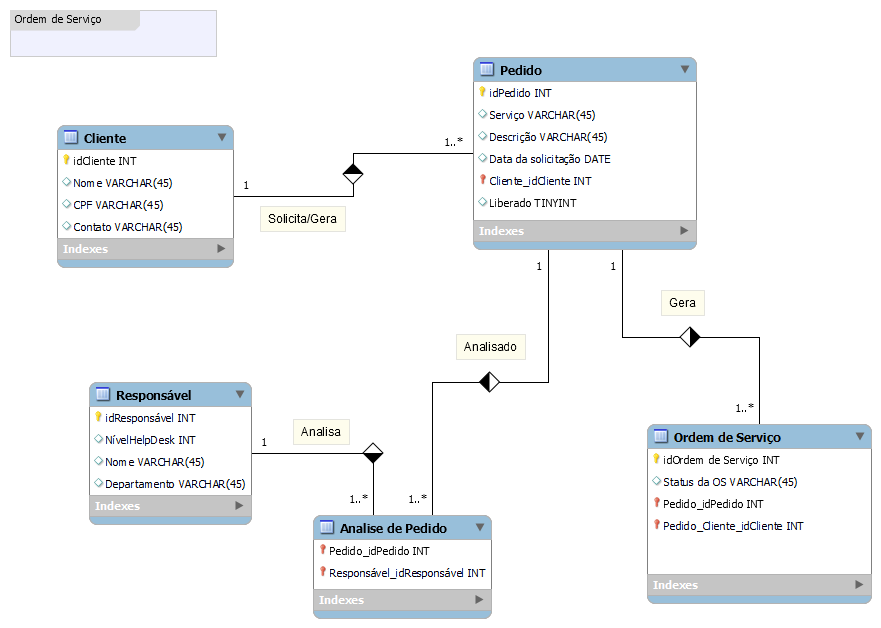 Ordem de Serviço
Pedido
idPedido INT
Serviço VARCHAR(45)
Descrição VARCHAR(45)
Data da solicitação DATE
Cliente_idCliente INT
Liberado TINYINT
Indexes
Cliente
idCliente INT
Nome VARCHAR(45)
CPF VARCHAR(45)
Contato VARCHAR(45)
Indexes
1
1..*
Solicita/Gera
1
1
Gera
Analisado
1..*
Responsável
idResponsável INT
NívelHelpDesk INT
Nome VARCHAR(45)
Departamento VARCHAR(45)
Indexes
1
Analisa
1..*
1..*
Ordem de Serviço
idOrdem de Serviço INT
Status da OS VARCHAR(45)
Pedido_idPedido INT
Pedido_Cliente_idCliente INT
Indexes
Analise de Pedido
Pedido_idPedido INT
Responsável_idResponsável INT
Indexes